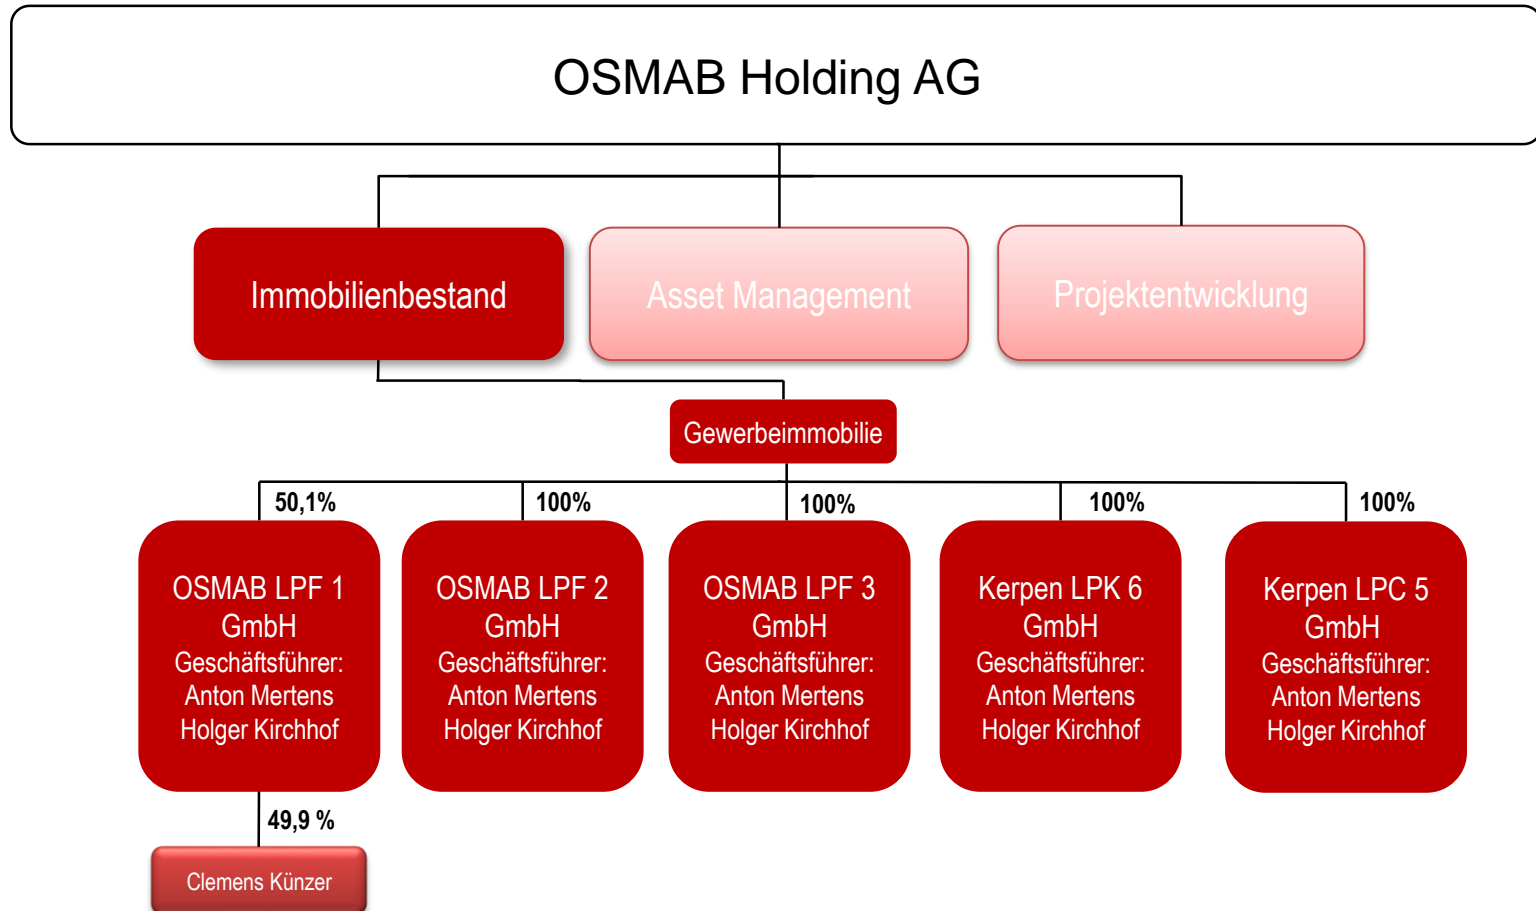 OSMAB Holding AG
Immobilienbestand
Asset Management
Projektentwicklung
Gewerbeimmobilie
50,1%
100%
100%
100%
100%
OSMAB LPF 1
GmbH
Geschäftsführer:
Anton Mertens
Holger Kirchhof
OSMAB LPF 2
GmbH
Geschäftsführer:
Anton Mertens
Holger Kirchhof
OSMAB LPF 3
GmbH
Geschäftsführer:
Anton Mertens
Holger Kirchhof
Kerpen LPK 6
GmbH
Geschäftsführer:
Anton Mertens
Holger Kirchhof
Kerpen LPC 5
GmbH
Geschäftsführer:
Anton Mertens
Holger Kirchhof
49,9 %
Clemens Künzer